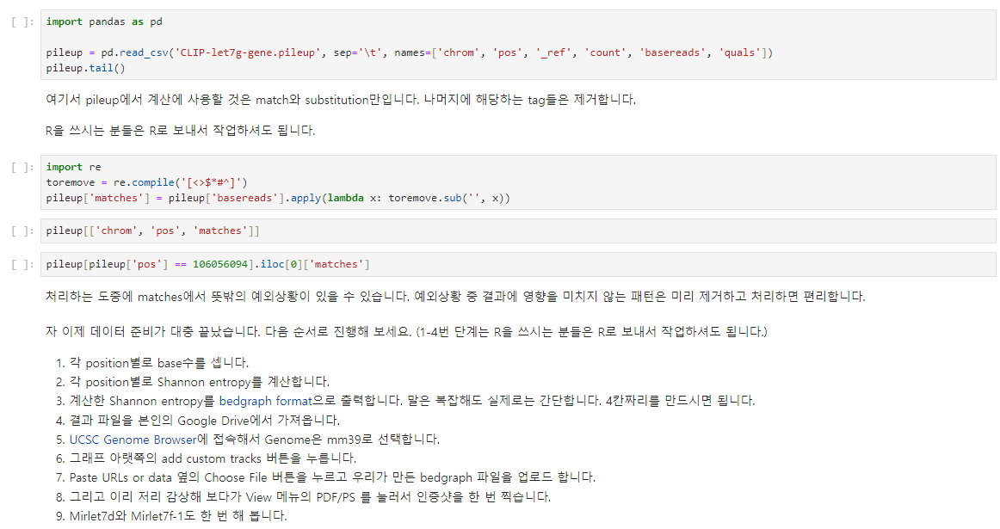 [ ]: import pandas as pd
pileup = pd.read_csv('CLIP-let7g-gene.pileup', sep='\t', names=['chrom', 'pos', '_ref', 'count', 'basereads', 'quals'])
pileup.tail()
여기서 pileup에서 계산에 사용할 것은 match와 substitution만입니다. 나머지에 해당하는 tag들은 제거합니다.
R을 쓰시는 분들은 R로 보내서 작업하셔도 됩니다.
[ ]: import re
toremove = re.compile('[<>$*#^]')
pileup['matches'] = pileup['basereads'].apply(lambda x: toremove.sub('', x))
[ ]: pileup[['chrom', 'pos', 'matches']]
[ ]: pileup[pileup['pos'] == 106056094].iloc[0]['matches']
처리하는 도중에 matches에서 뜻밖의 예외상황이 있을 수 있습니다. 예외상황 중 결과에 영향을 미치지 않는 패턴은 미리 제거하고 처리하면 편리합니다.
자 이제 데이터 준비가 대충 끝났습니다. 다음 순서로 진행해 보세요. (1-4번 단계는 R을 쓰시는 분들은 R로 보내서 작업하셔도 됩니다.)
1. 각 position별로 base수를 셉니다.
2. 각 position별로 Shannon entropy를 계산합니다.
3. 계산한 Shannon entropy를 bedgraph format으로 출력합니다. 말은 복잡해도 실제로는 간단합니다. 4칸짜리를 만드시면 됩니다.
4. 결과 파일을 본인의 Google Drive에서 가져옵니다.
5. UCSC Genome Browser에 접속해서 Genome은 mm39로 선택합니다.
6. 그래프 아랫쪽의 add custom tracks 버튼을 누릅니다.
7. Paste URLs or data 옆의 Choose File 버튼을 누르고 우리가 만든 bedgraph 파일을 업로드 합니다.
8. 그리고 이리 저리 감상해 보다가 View 메뉴의 PDF/PS 를 눌러서 인증샷을 한 번 찍습니다.
9. Mirlet7d와 Mirlet7f-1도 한 번 해 봅니다.